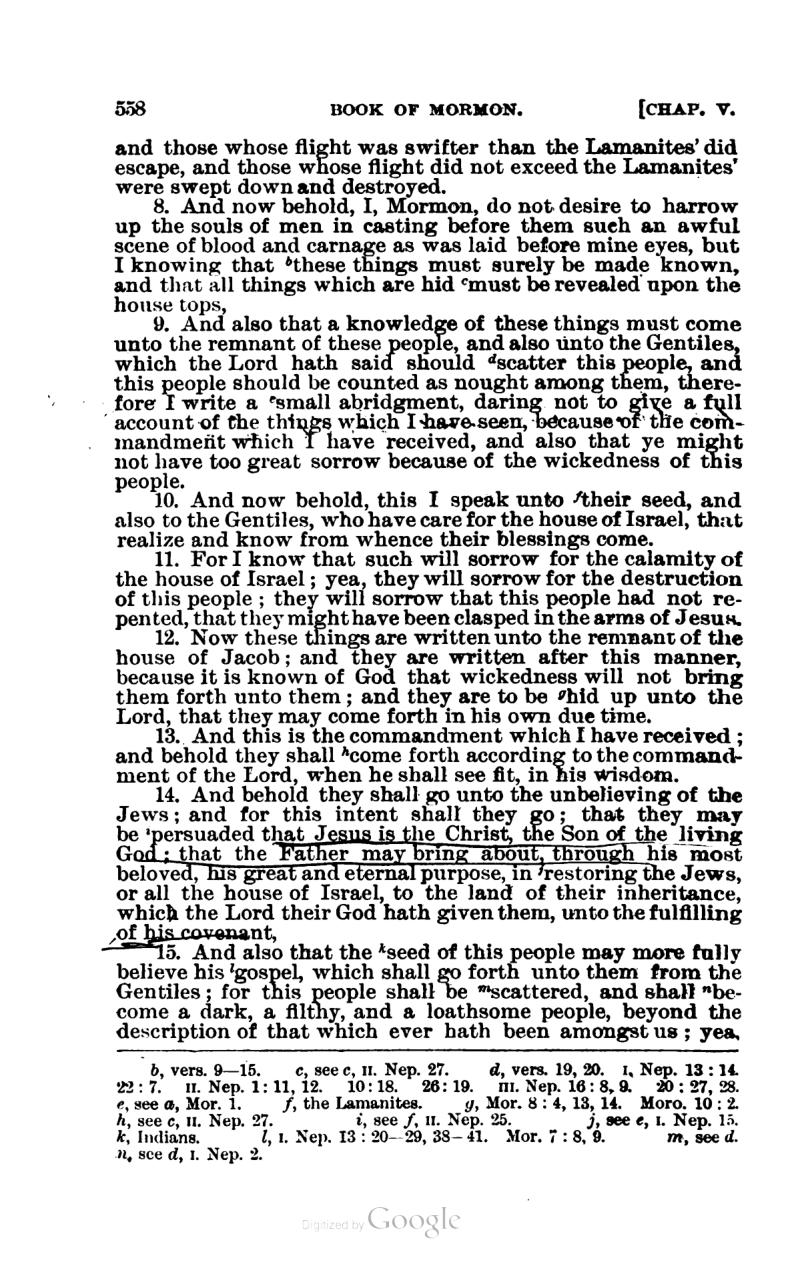 558 BOOK OF MORMON. [CHAP. V.
and those whose flight was swifter than the Lamanites' did
escape, and those whose flight did not exceed the Lamanites'
were swept down and destroyed.
8. And now behold, I, Mormon, do not desire to harrow
up the souls of men in casting before them such an awful
scene of blood and carnage as was laid before mine eyes, but
I knowing that ᵇthese things must surely be made known,
and that all things which are hid ᶜmust be revealed upon the
house tops,
9. And also that a knowledge of these things must come
unto the remnant of these people, and also unto the Gentiles,
which the Lord hath said should ᵈscatter this people, and
this people should be counted as nought among them, there-
fore I write a ᵉsmall abridgment, daring not to give a full
account of the things which I have seen, because of the com-
mandment which I have received, and also that ye might
not have too great sorrow because of the wickedness of this
people.
10. And now behold, this I speak unto ᶠtheir seed, and
also to the Gentiles, who have care for the house of Israel, that
realize and know from whence their blessings come.
11. For I know that such will sorrow for the calamity of
the house of Israel; yea, they will sorrow for the destruction
of this people; they will sorrow that this people had not re-
pented, that they might have been clasped in the arms of Jesus.
12. Now these things are written unto the remnant of the
house of Jacob; and they are written after this manner,
because it is known of God that wickedness will not bring
them forth unto them; and they are to be ᵍhid up unto the
Lord, that they may come forth in his own due time.
13. And this is the commandment which I have received;
and behold they shall ʰcome forth according to the command-
ment of the Lord, when he shall see fit, in his wisdom.
14. And behold they shall go unto the unbelieving of the
Jews; and for this intent shall they go; that they may
be ⁱpersuaded that Jesus is the Christ, the Son of the living
God; that the Father may bring about, through his most
beloved, his great and eternal purpose, in ʲrestoring the Jews,
or all the house of Israel, to the land of their inheritance,
which the Lord their God hath given them, unto the fulfilling
of his covenant,
15. And also that the ᵏseed of this people may more fully
believe his ˡgospel, which shall go forth unto them from the
Gentiles; for this people shall be ᵐscattered, and shall ⁿbe-
come a dark, a filthy, and a loathsome people, beyond the
description of that which ever hath been amongst us; yea,
b, vers. 9—15. c, see c, II. Nep. 27. d, vers. 19, 20. I, Nep. 13 : 14.
22 : 7. II. Nep. 1 : 11, 12. 10 : 18. 26 : 19. III. Nep. 16 : 8, 9. 20 : 27, 28.
e, see a, Mor. 1. f, the Lamanites. g, Mor. 8 : 4, 13, 14. Moro. 10 : 2.
h, see c, II. Nep. 27. i, see f, II. Nep. 25. j, see e, I. Nep. 15.
k, Indians. l, I. Nep. 13 : 20—29, 38—41. Mor. 7 : 8, 9. m, see d.
n, see d, I. Nep. 2.
Digitized by Google